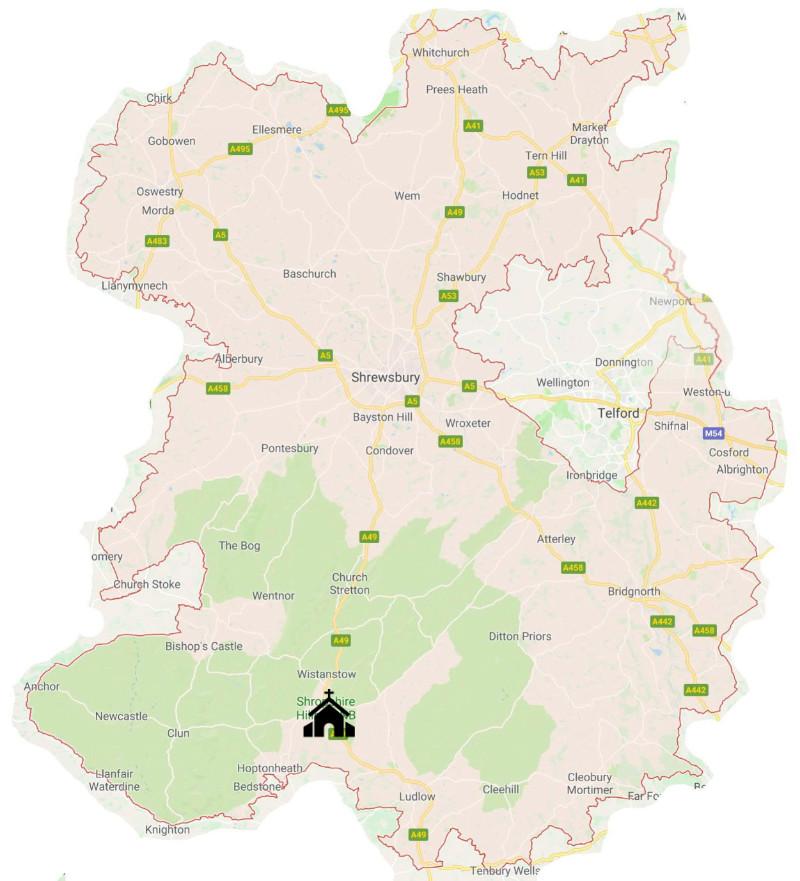 M
Whitchurch
Prees Heath
Chirk
A495
Ellesmere
A41
Market
Drayton
Gobowen
A495
Tern Hill
A53
A41
Oswestry
Wem
Hodnet
Morda
A49
A5
A483
Baschurch
Shawbury
Llanymynech
A53
Newport
Alberbury
A5
Donnington
A41
Shrewsbury
A458
A5
Wellington
Weston-u
A5
Telford
Bayston Hill
Wroxeter
Shifnal
M54
A458
Pontesbury
Condover
Cosford
Albrighton
Ironbridge
A442
A49
Atterley
omery
The Bog
A458
Church
Stretton
Church Stoke
Wentnor
Bridgnorth
A442
A458
Ditton Priors
A49
Bishop's Castle
Wistanstow
Anchor
A442
Newcastle
Clun
Hoptonheath
Llanfair
Waterdine
Bedstone
Ludlow
Cleehill
Cleobury
Mortimer
Knighton
A49
Tenbury Wells